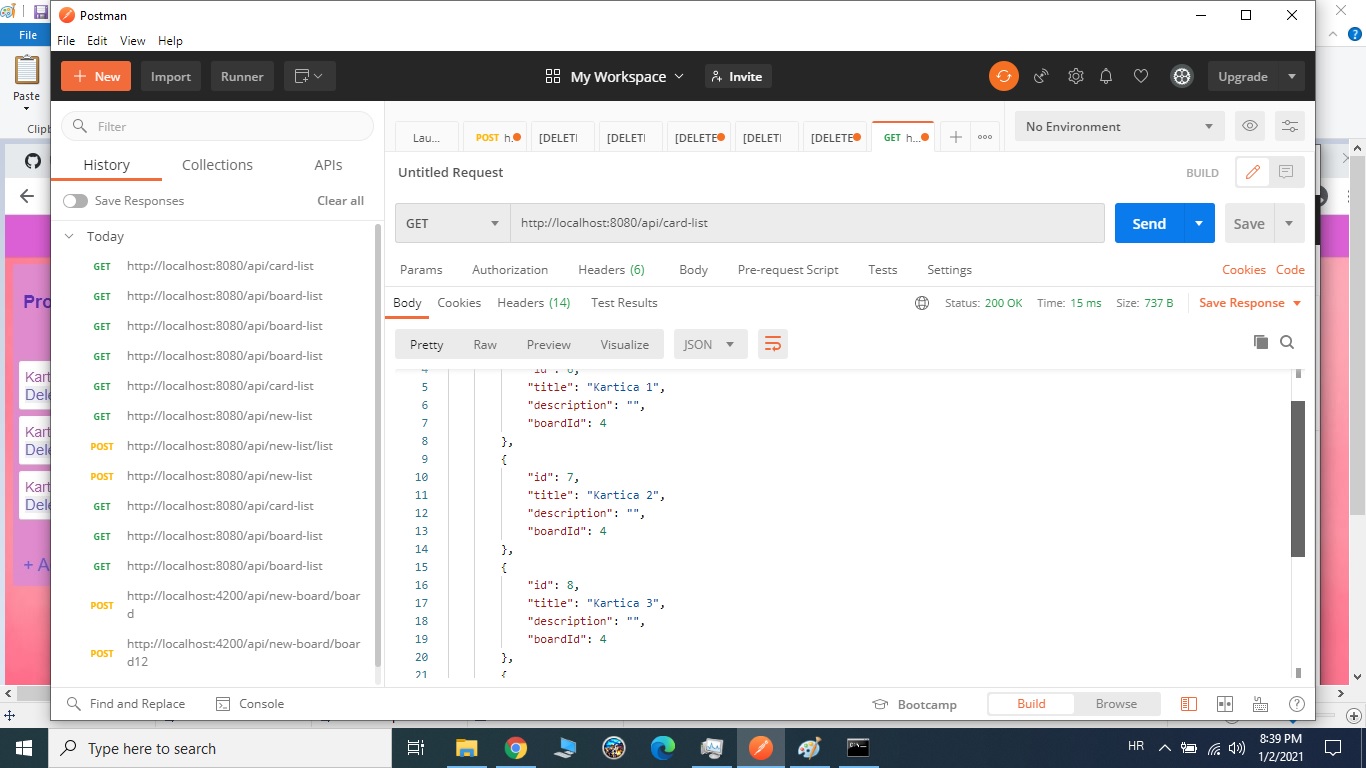 Postman
File
File Edit View Help
Paste
Clipb
New
Import
Runner
My Workspace
Invite
Upgrade
Filter
History Collections APIs
Save Responses Clear all
Today
GET http://localhost:8080/api/card-list
GET http://localhost:8080/api/board-list
GET http://localhost:8080/api/board-list
GET http://localhost:8080/api/board-list
GET http://localhost:8080/api/card-list
GET http://localhost:8080/api/new-list
POST http://localhost:8080/api/new-list/list
POST http://localhost:8080/api/new-list
GET http://localhost:8080/api/card-list
GET http://localhost:8080/api/board-list
GET http://localhost:8080/api/board-list
POST http://localhost:4200/api/new-board/boar
d
POST http://localhost:4200/api/new-board/boar
d12
Pro
Kart
Dele
Kart
Dele
Kart
Dele
+ A
Lau... POST h. [DELETI [DELETI [DELETE [DELETI [DELETE GET h... + ooo
No Environment
Untitled Request
BUILD
GET http://localhost:8080/api/card-list
Send
Save
Params Authorization Headers (6) Body Pre-request Script Tests Settings
Cookies Code
Body Cookies Headers (14) Test Results
Status: 200 OK Time: 15 ms Size: 737 B
Save Response
Pretty Raw Preview Visualize JSON
4 "id": 6,
5 "title": "Kartica 1",
6 "description": "",
7 "boardId": 4
8 },
9 {
10 "id": 7,
11 "title": "Kartica 2",
12 "description": "",
13 "boardId": 4
14 },
15 {
16 "id": 8,
17 "title": "Kartica 3",
18 "description": "",
19 "boardId": 4
20 },
21 {
Find and Replace Console
Bootcamp Build Browse
Type here to search
HR
8:39 PM
1/2/2021